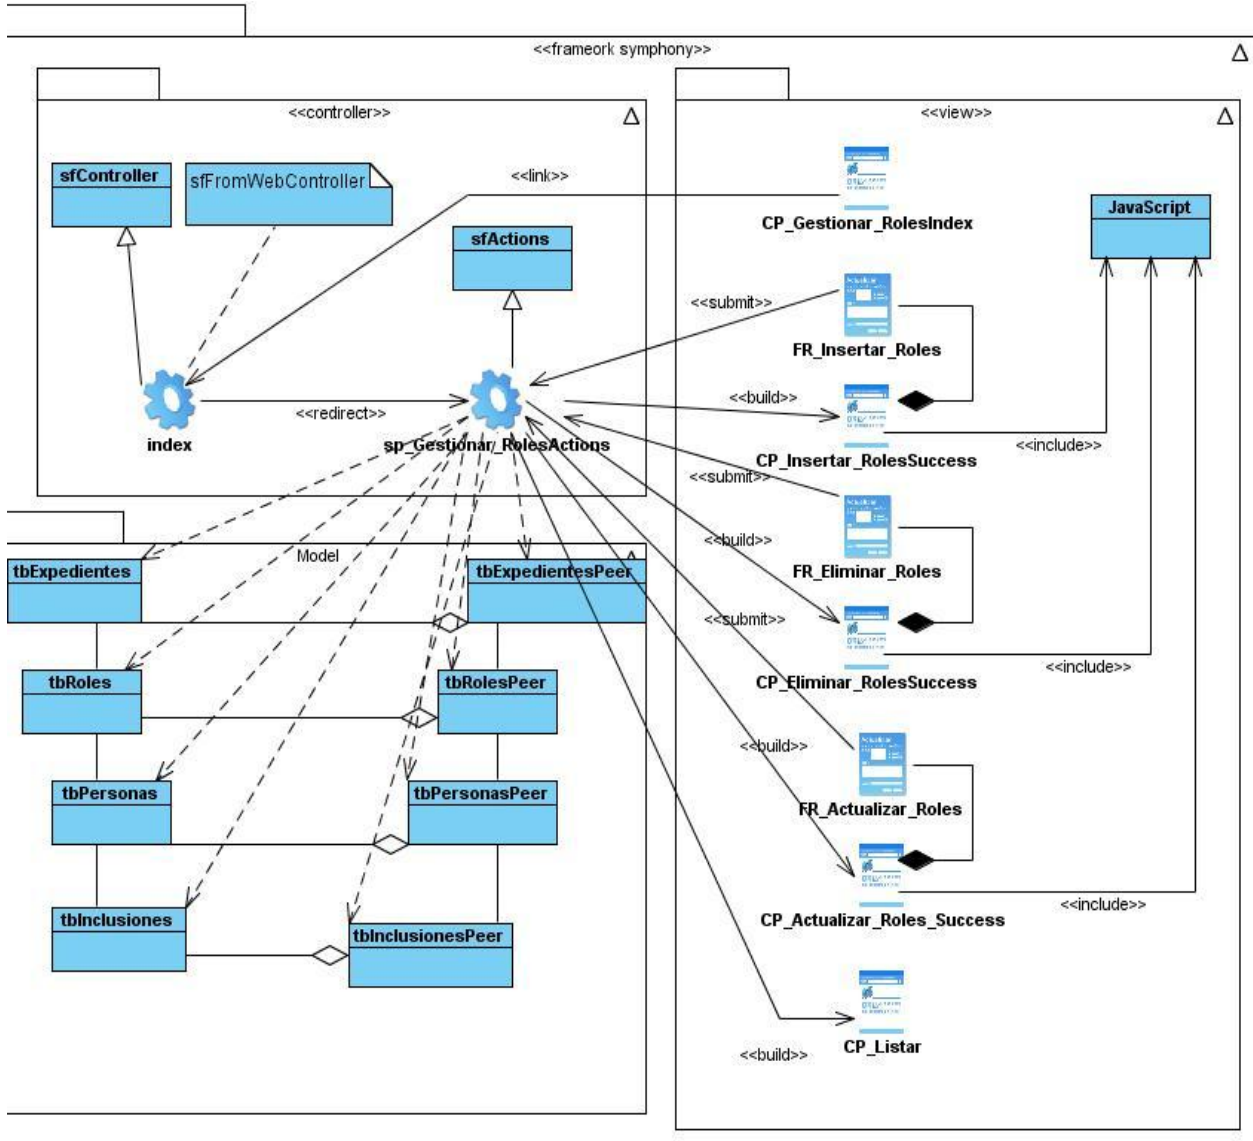 <<frameork symphony>>
<<controller>>
<<view>>
sfController
sfFromWebController
<<link>>
CP_Gestionar_RolesIndex
JavaScript
sfActions
<<submit>>
FR_Insertar_Roles
<<build>>
<<redirect>>
index
sp_Gestionar_RolesActions
<<include>>
CP_Insertar_RolesSuccess
<<submit>>
<<build>>
FR_Eliminar_Roles
Model
tbExpedientes
tbExpedientesPeer
<<submit>>
<<include>>
tbRoles
tbRolesPeer
CP_Eliminar_RolesSuccess
<<build>>
tbPersonas
tbPersonasPeer
FR_Actualizar_Roles
<<include>>
tbInclusiones
tbInclusionesPeer
CP_Actualizar_Roles_Success
CP_Listar
<<build>>